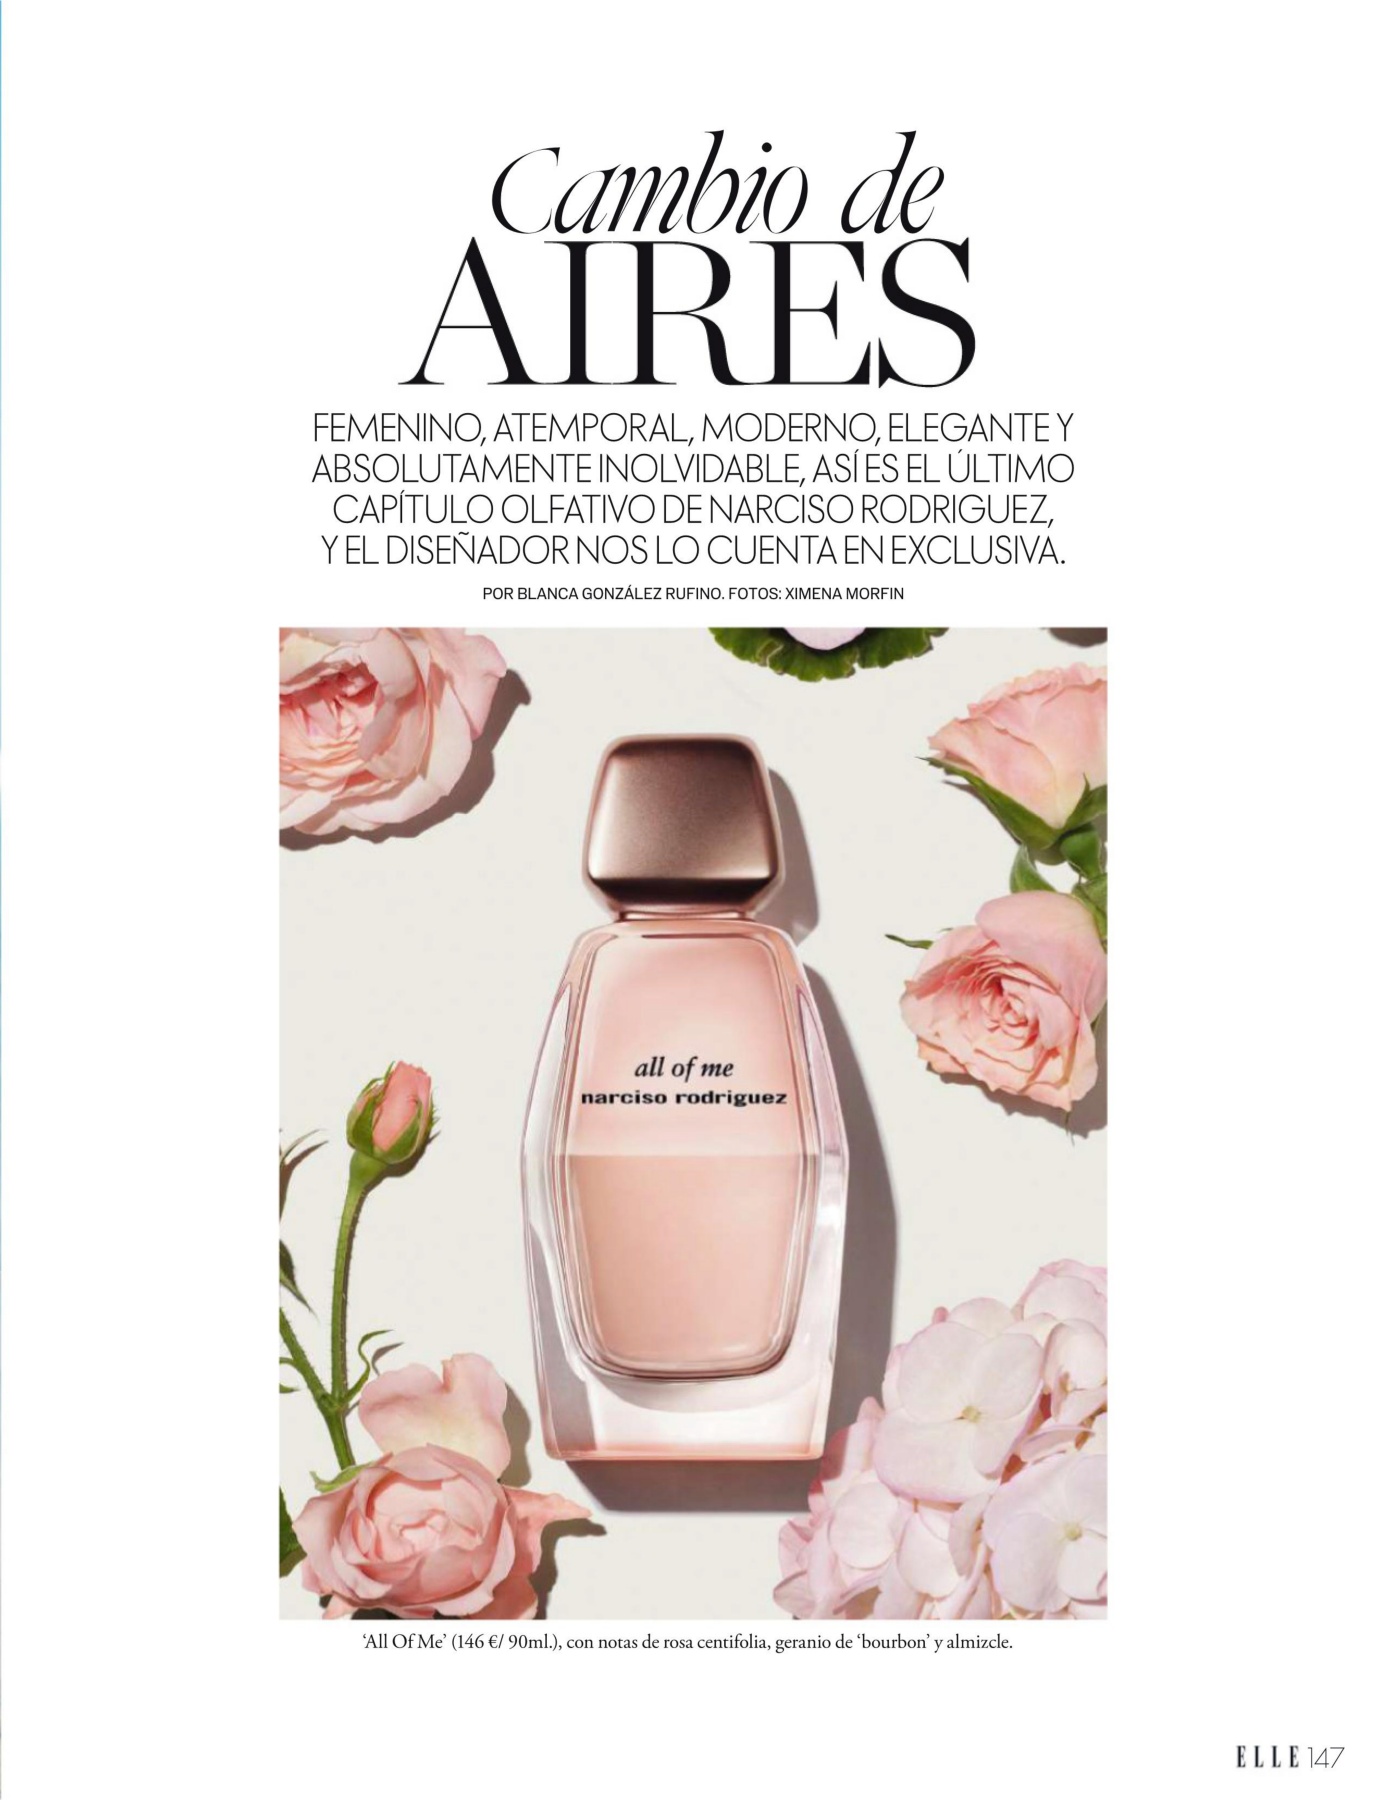 Cambio de
AIRES
FEMENINO, ATEMPORAL, MODERNO, ELEGANTE Y
ABSOLUTAMENTE INOLVIDABLE, ASÍ ES EL ÚLTIMO
CAPÍTULO OLFATIVO DE NARCISO RODRIGUEZ,
Y EL DISEÑADOR NOS LO CUENTA EN EXCLUSIVA.
POR BLANCA GONZÁLEZ RUFINO. FOTOS: XIMENA MORFIN
all of me
narciso rodriguez
‘All Of Me’ (146 €/ 90ml.), con notas de rosa centifolia, geranio de ‘bourbon’ y almizcle.
ELLE 147